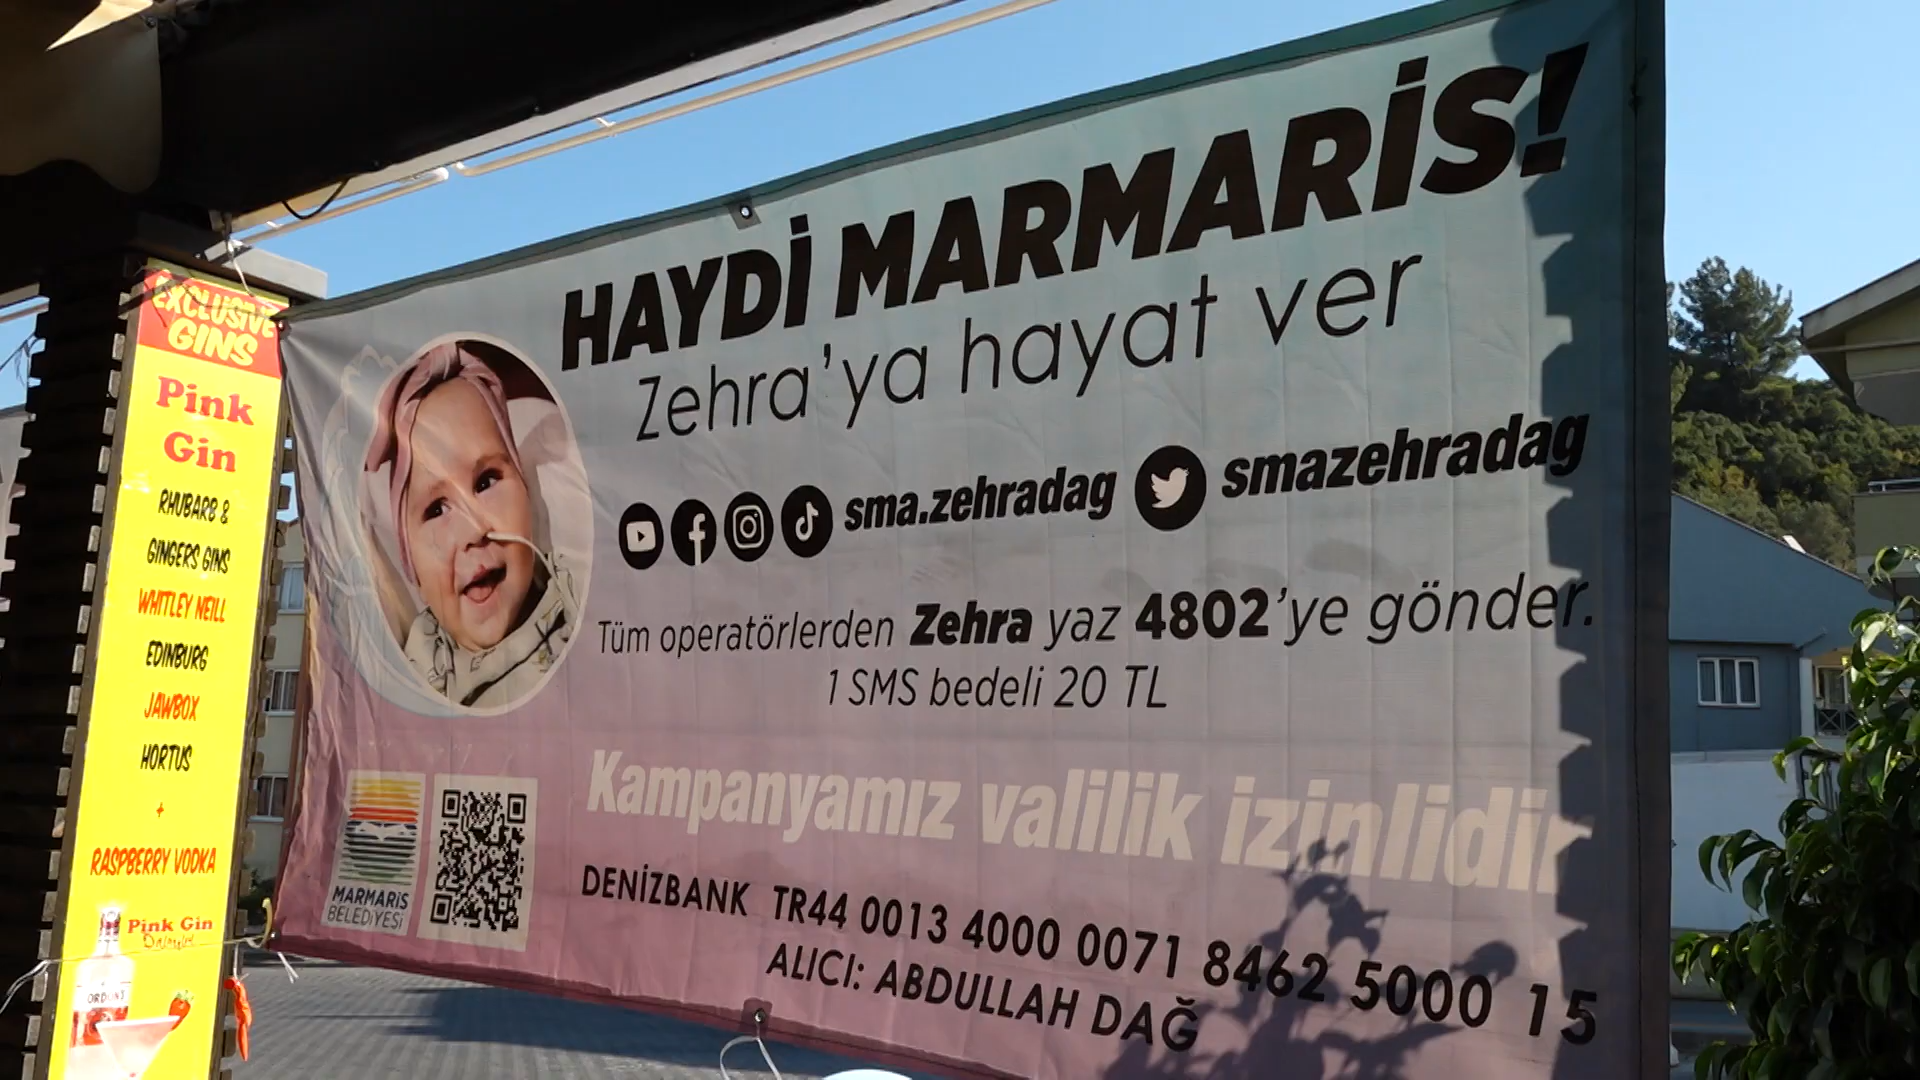 EXCLUSIVE
GINS
Pink
Gin
RHUBARB &
GINGERS GINS
WHITLEY NEILL
EDINBURG
JAWBOX
HORTUS
+
RASPBERRY VODKA
Pink Gin
HAYDİ MARMARİS!
Zehra'ya hayat ver
sma.zehradag smazehradag
Tüm operatörlerden Zehra yaz 4802'ye gönder.
1 SMS bedeli 20 TL
Kampanyamız valilik izinlidir
MARMARİS
BELEDİYESİ
DENİZBANK TR44 0013 4000 0071 8462 5000 15
ALICI: ABDULLAH DAĞ